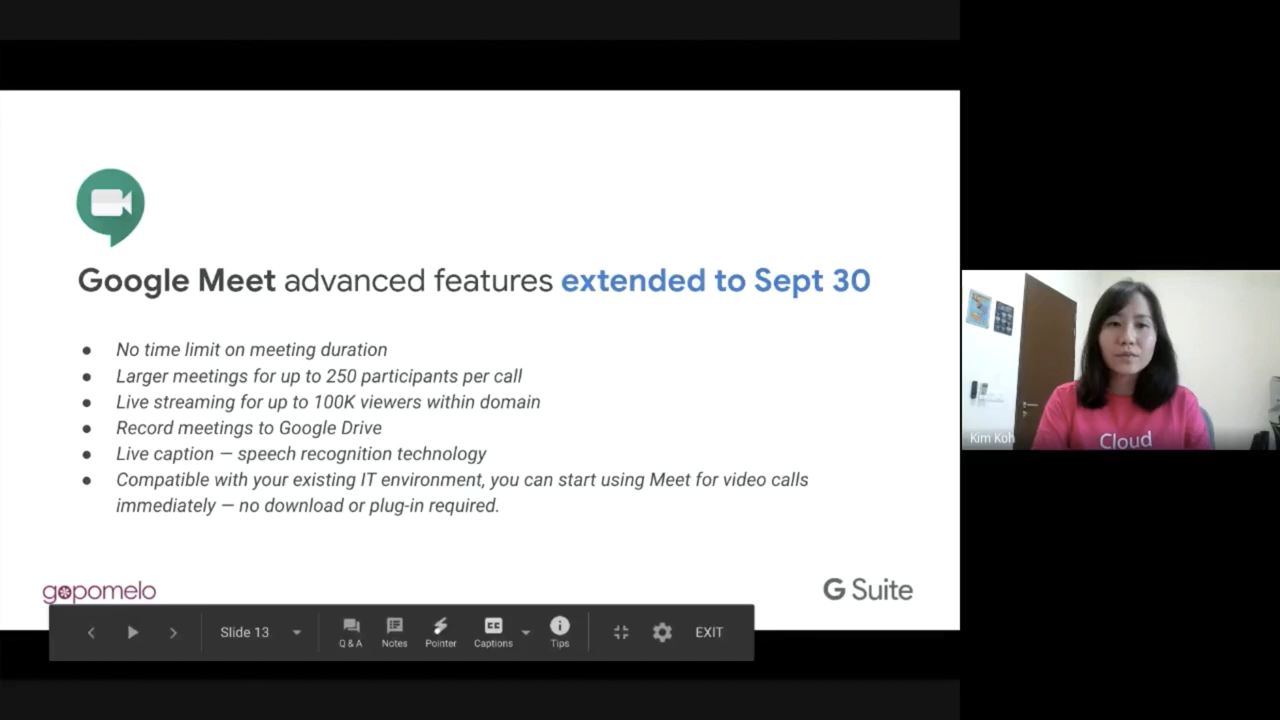 Google Meet advanced features extended to Sept 30
● No time limit on meeting duration
● Larger meetings for up to 250 participants per call
● Live streaming for up to 100K viewers within domain
● Record meetings to Google Drive
● Live caption — speech recognition technology
● Compatible with your existing IT environment, you can start using Meet for video calls
immediately — no download or plug-in required.
gopomelo
G Suite
Slide 13
Q & A
Notes
Pointer
CC
Captions
Tips
EXIT
Kim Koh
Cloud